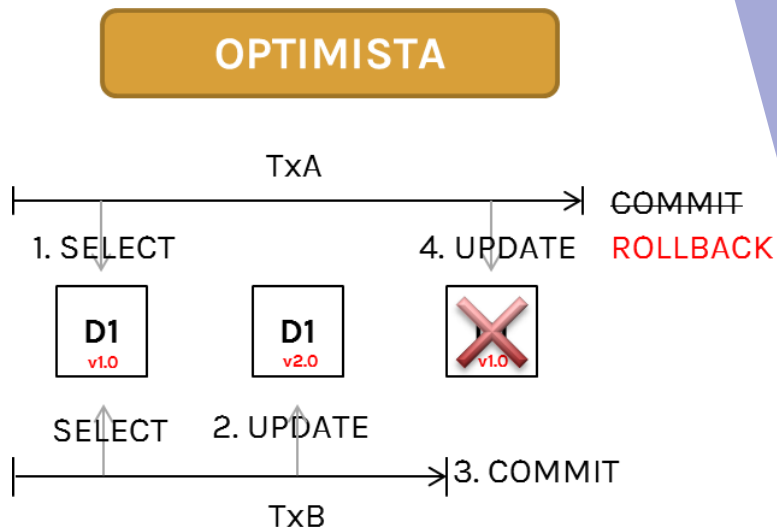 OPTIMISTA
TxA
COMMIT
1. SELECT
4. UPDATE
ROLLBACK
D1
v1.0
D1
v2.0
v1.0
SELECT
2. UPDATE
3. COMMIT
TxB